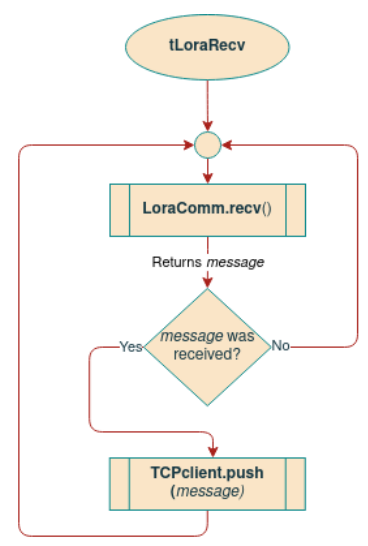 tLoraRecv
LoraComm.recv()
Returns message
message was
received?
Yes
No
TCPclient.push
(message)